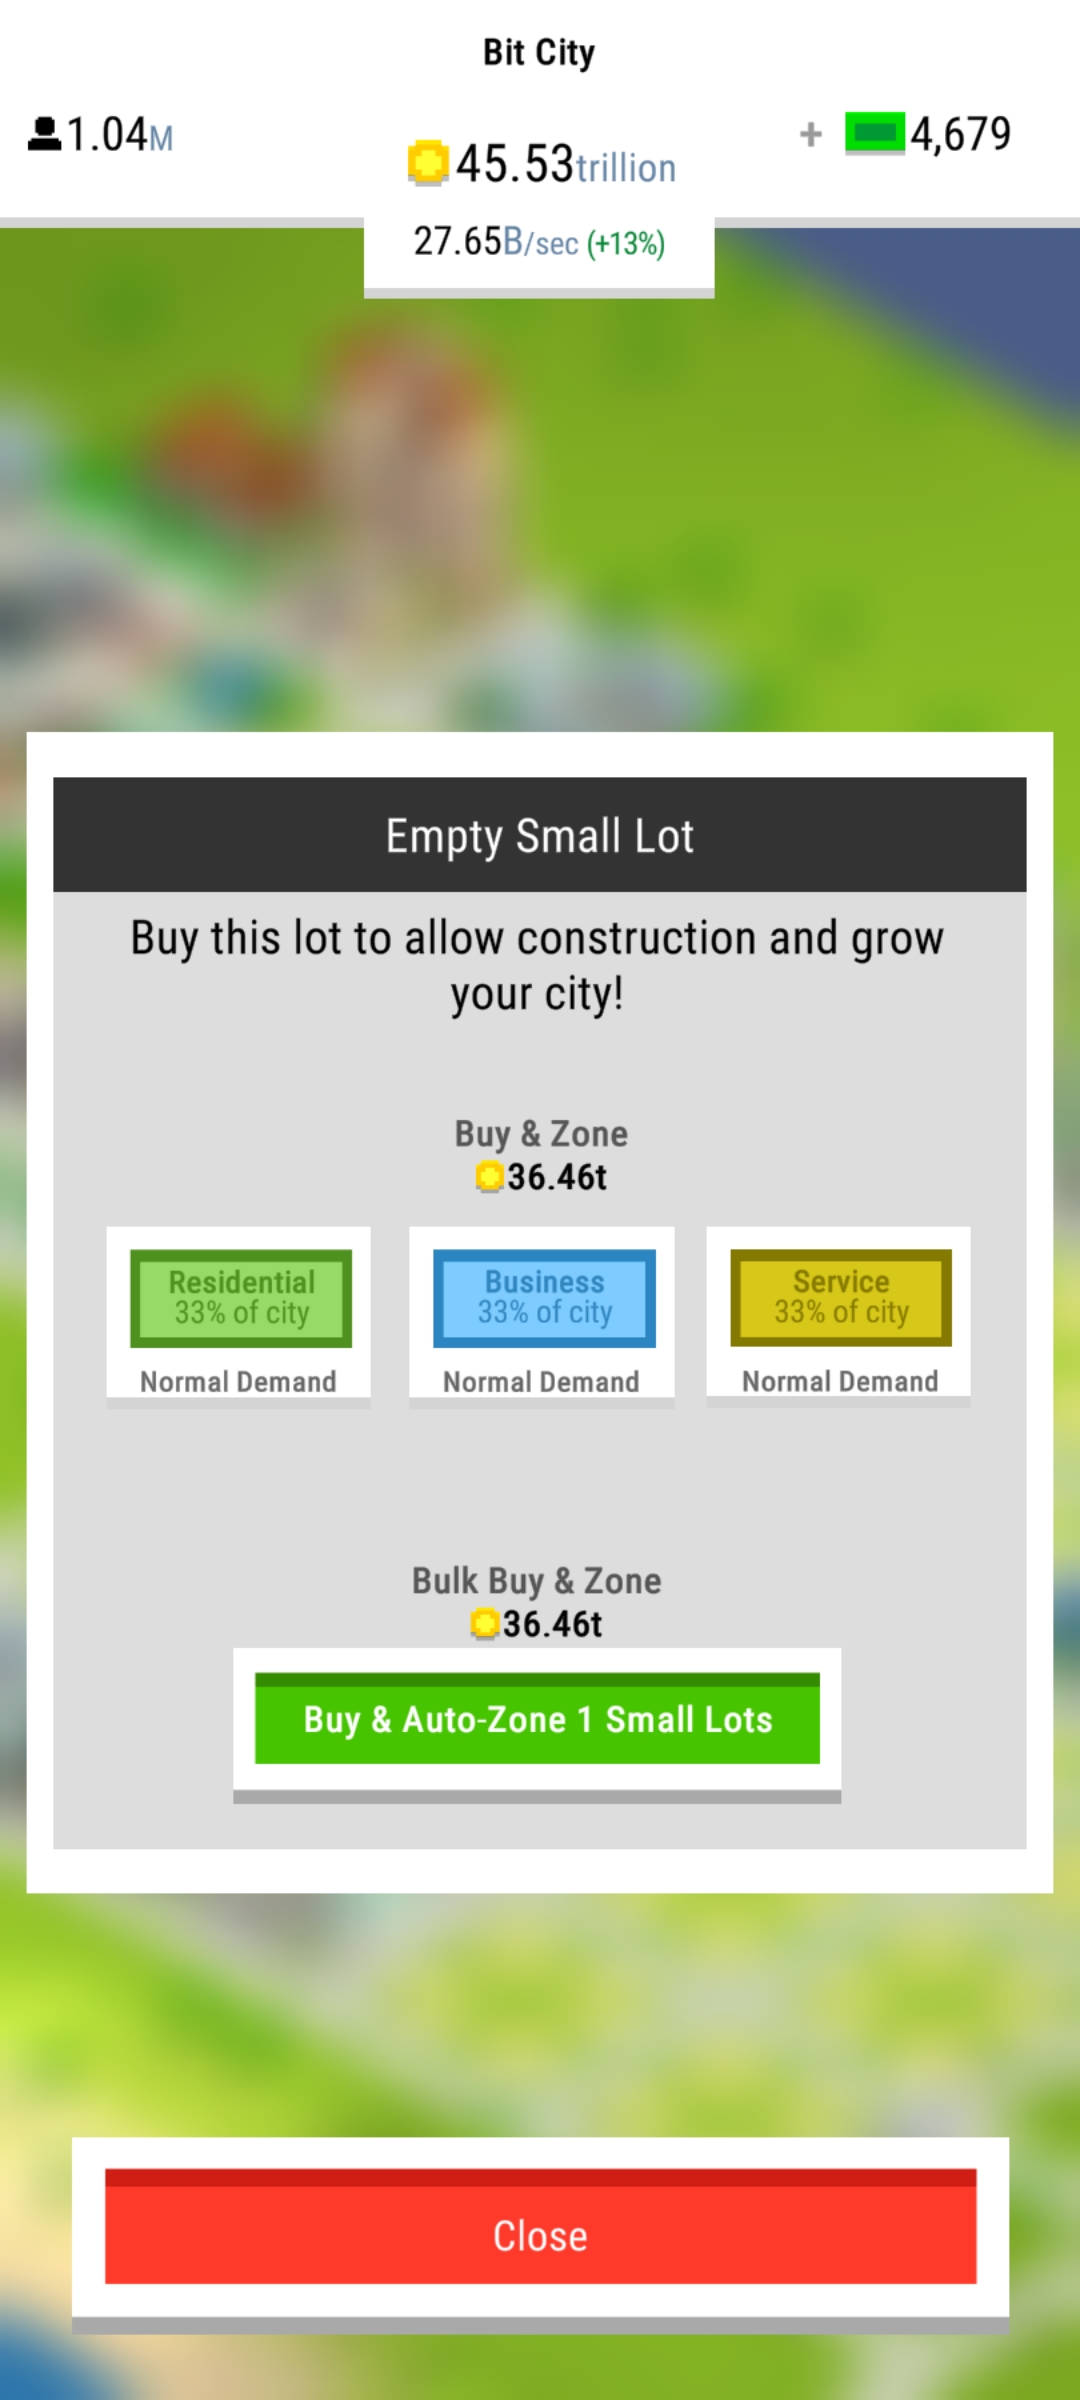 Bit City
1.04M
45.53trillion
+ 4,679
27.65B/sec (+13%)
Empty Small Lot
Buy this lot to allow construction and grow
your city!
Buy & Zone
36.46t
Residential
33% of city
Normal Demand
Business
33% of city
Normal Demand
Service
33% of city
Normal Demand
Bulk Buy & Zone
36.46t
Buy & Auto-Zone 1 Small Lots
Close